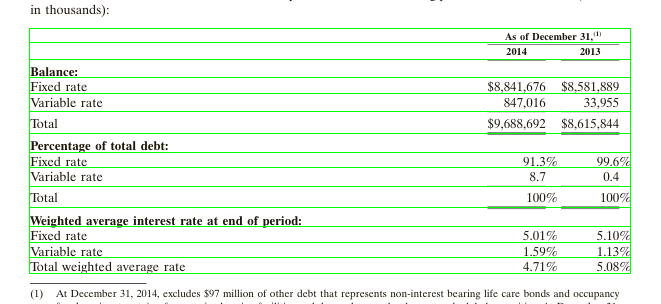 in thousands):
As of December 31,(1)
2014 2013
Balance:
Fixed rate $8,841,676 $8,581,889
Variable rate 847,016 33,955
Total $9,688,692 $8,615,844
Percentage of total debt:
Fixed rate 91.3% 99.6%
Variable rate 8.7 0.4
Total 100% 100%
Weighted average interest rate at end of period:
Fixed rate 5.01% 5.10%
Variable rate 1.59% 1.13%
Total weighted average rate 4.71% 5.08%
(1) At December 31, 2014, excludes $97 million of other debt that represents non-interest bearing life care bonds and occupancy